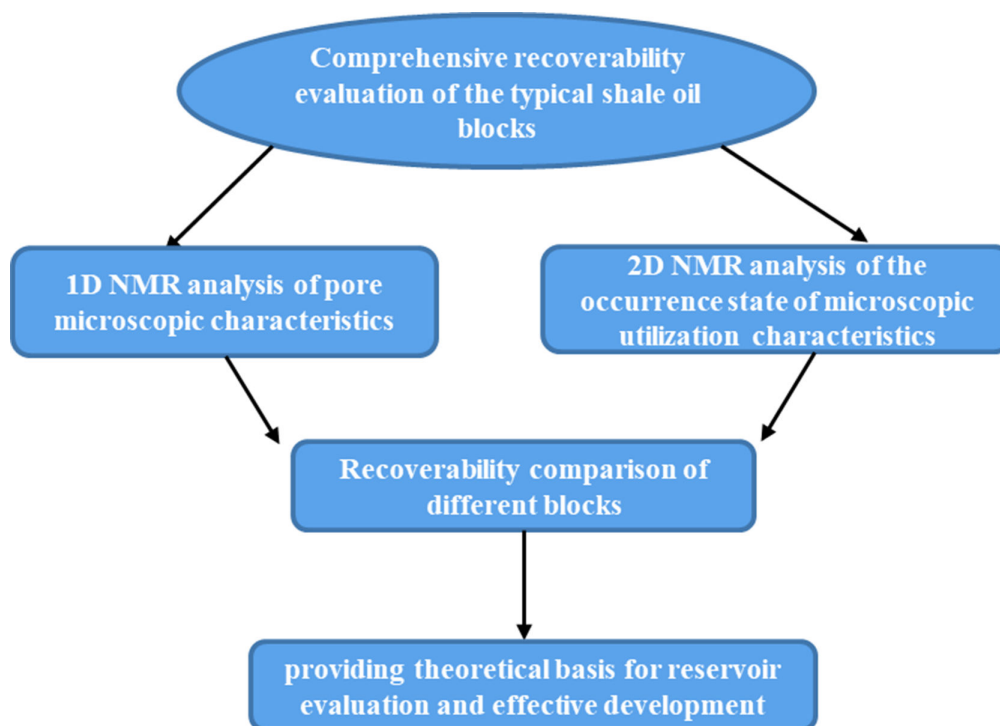 Comprehensive recoverability
evaluation of the typical shale oil
blocks
1D NMR analysis of pore
microscopic characteristics
2D NMR analysis of the
occurrence state of microscopic
utilization characteristics
Recoverability comparison of
different blocks
providing theoretical basis for reservoir
evaluation and effective development